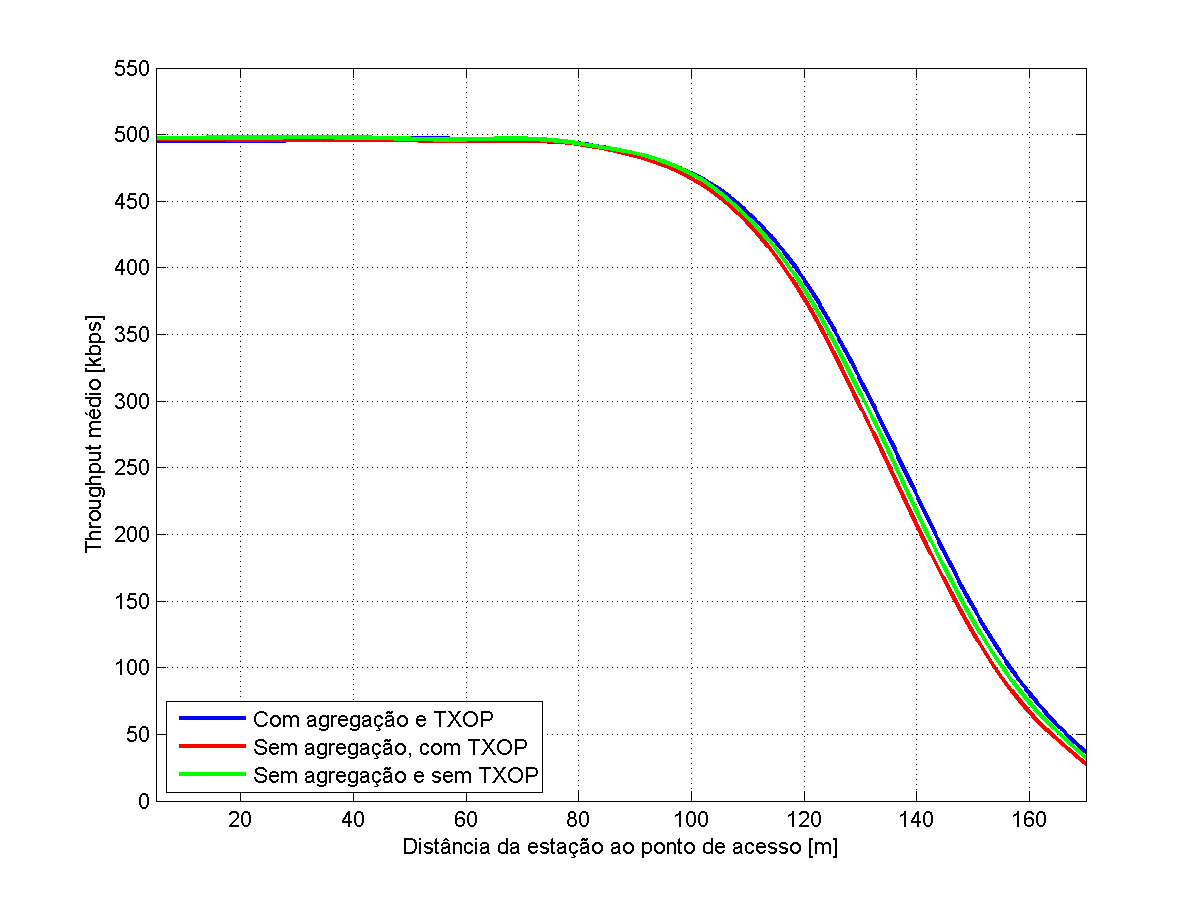 550
500
450
400
350
300
250
200
150
100
50
0
Throughput médio [kbps]
Com agregação e TXOP
Sem agregação, com TXOP
Sem agregação e sem TXOP
20 40 60 80 100 120 140 160
Distância da estação ao ponto de acesso [m]